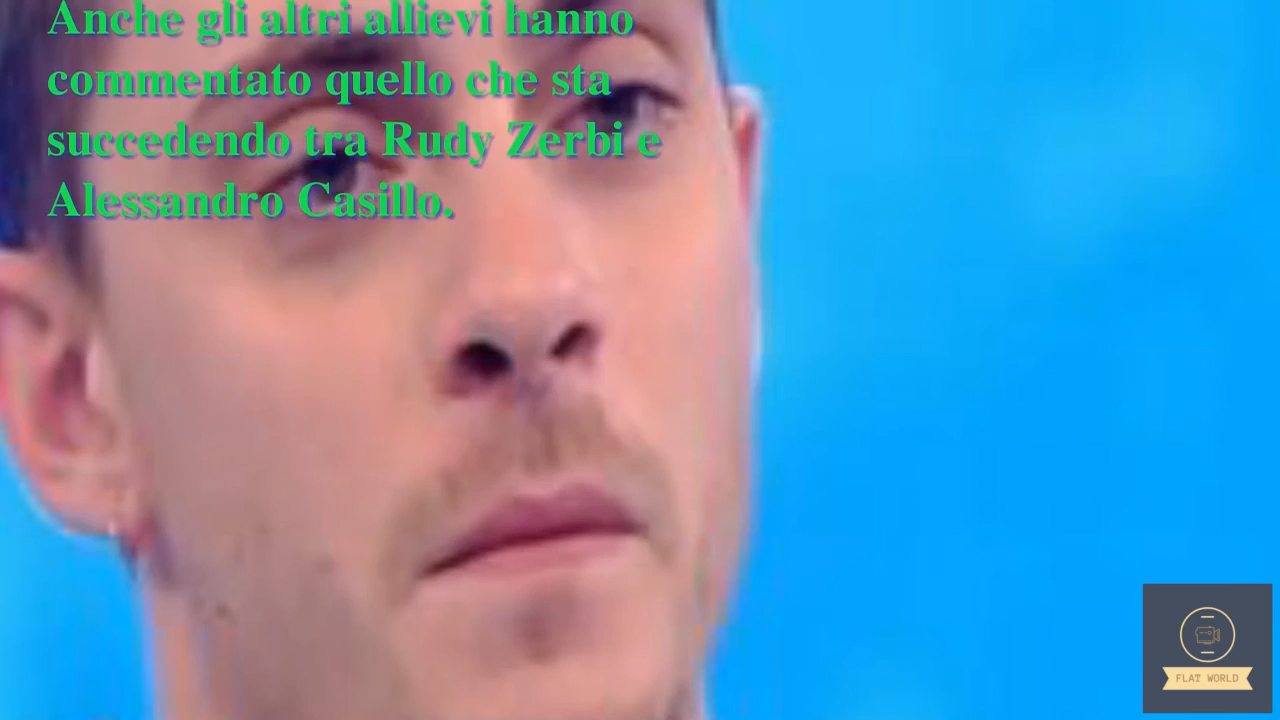 Anche gli altri allievi hanno
commentato quello che sta
succedendo tra Rudy Zerbi e
Alessandro Casillo.
FLAT WORLD